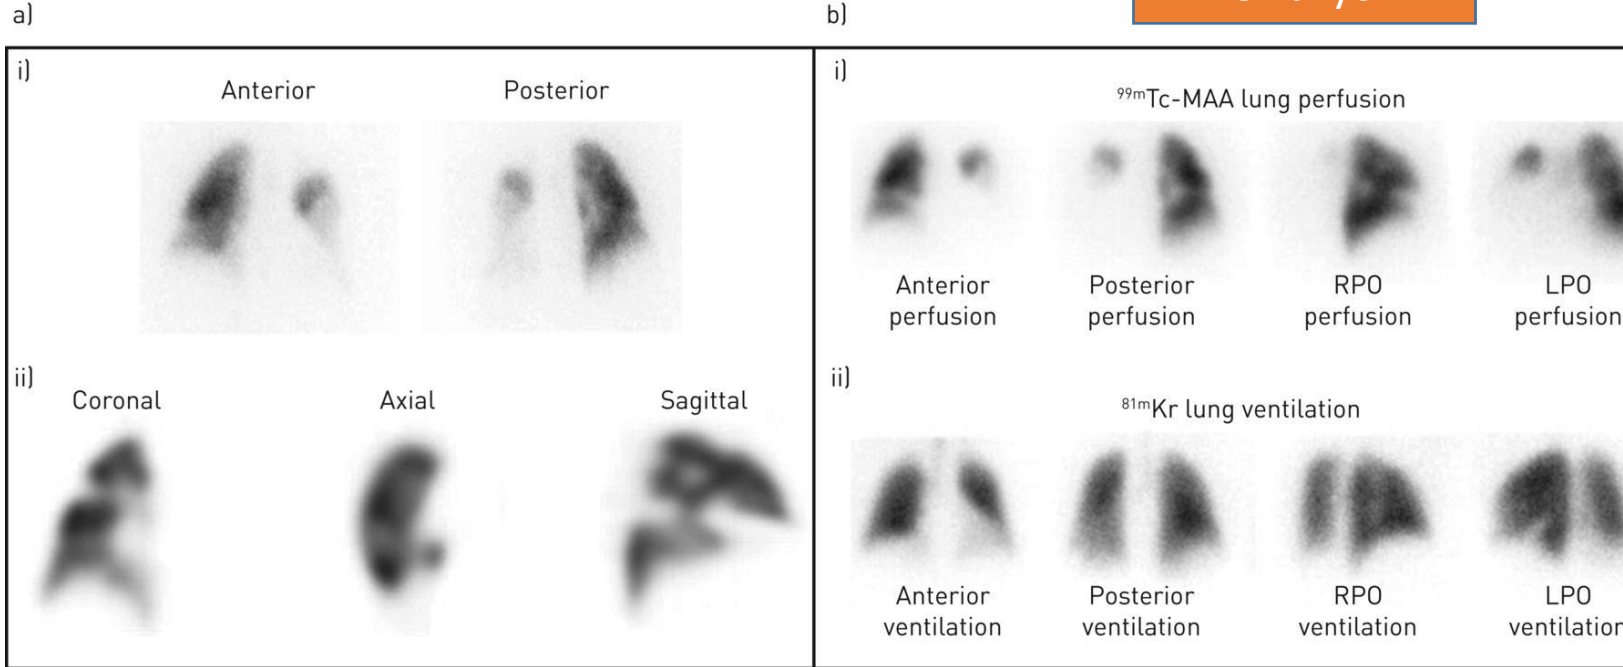 a)
b)
i)
Anterior
Posterior
ii)
Coronal
Axial
Sagittal
i)
99mTc-MAA lung perfusion
Anterior
perfusion
Posterior
perfusion
RPO
perfusion
LPO
perfusion
ii)
81mKr lung ventilation
Anterior
ventilation
Posterior
ventilation
RPO
ventilation
LPO